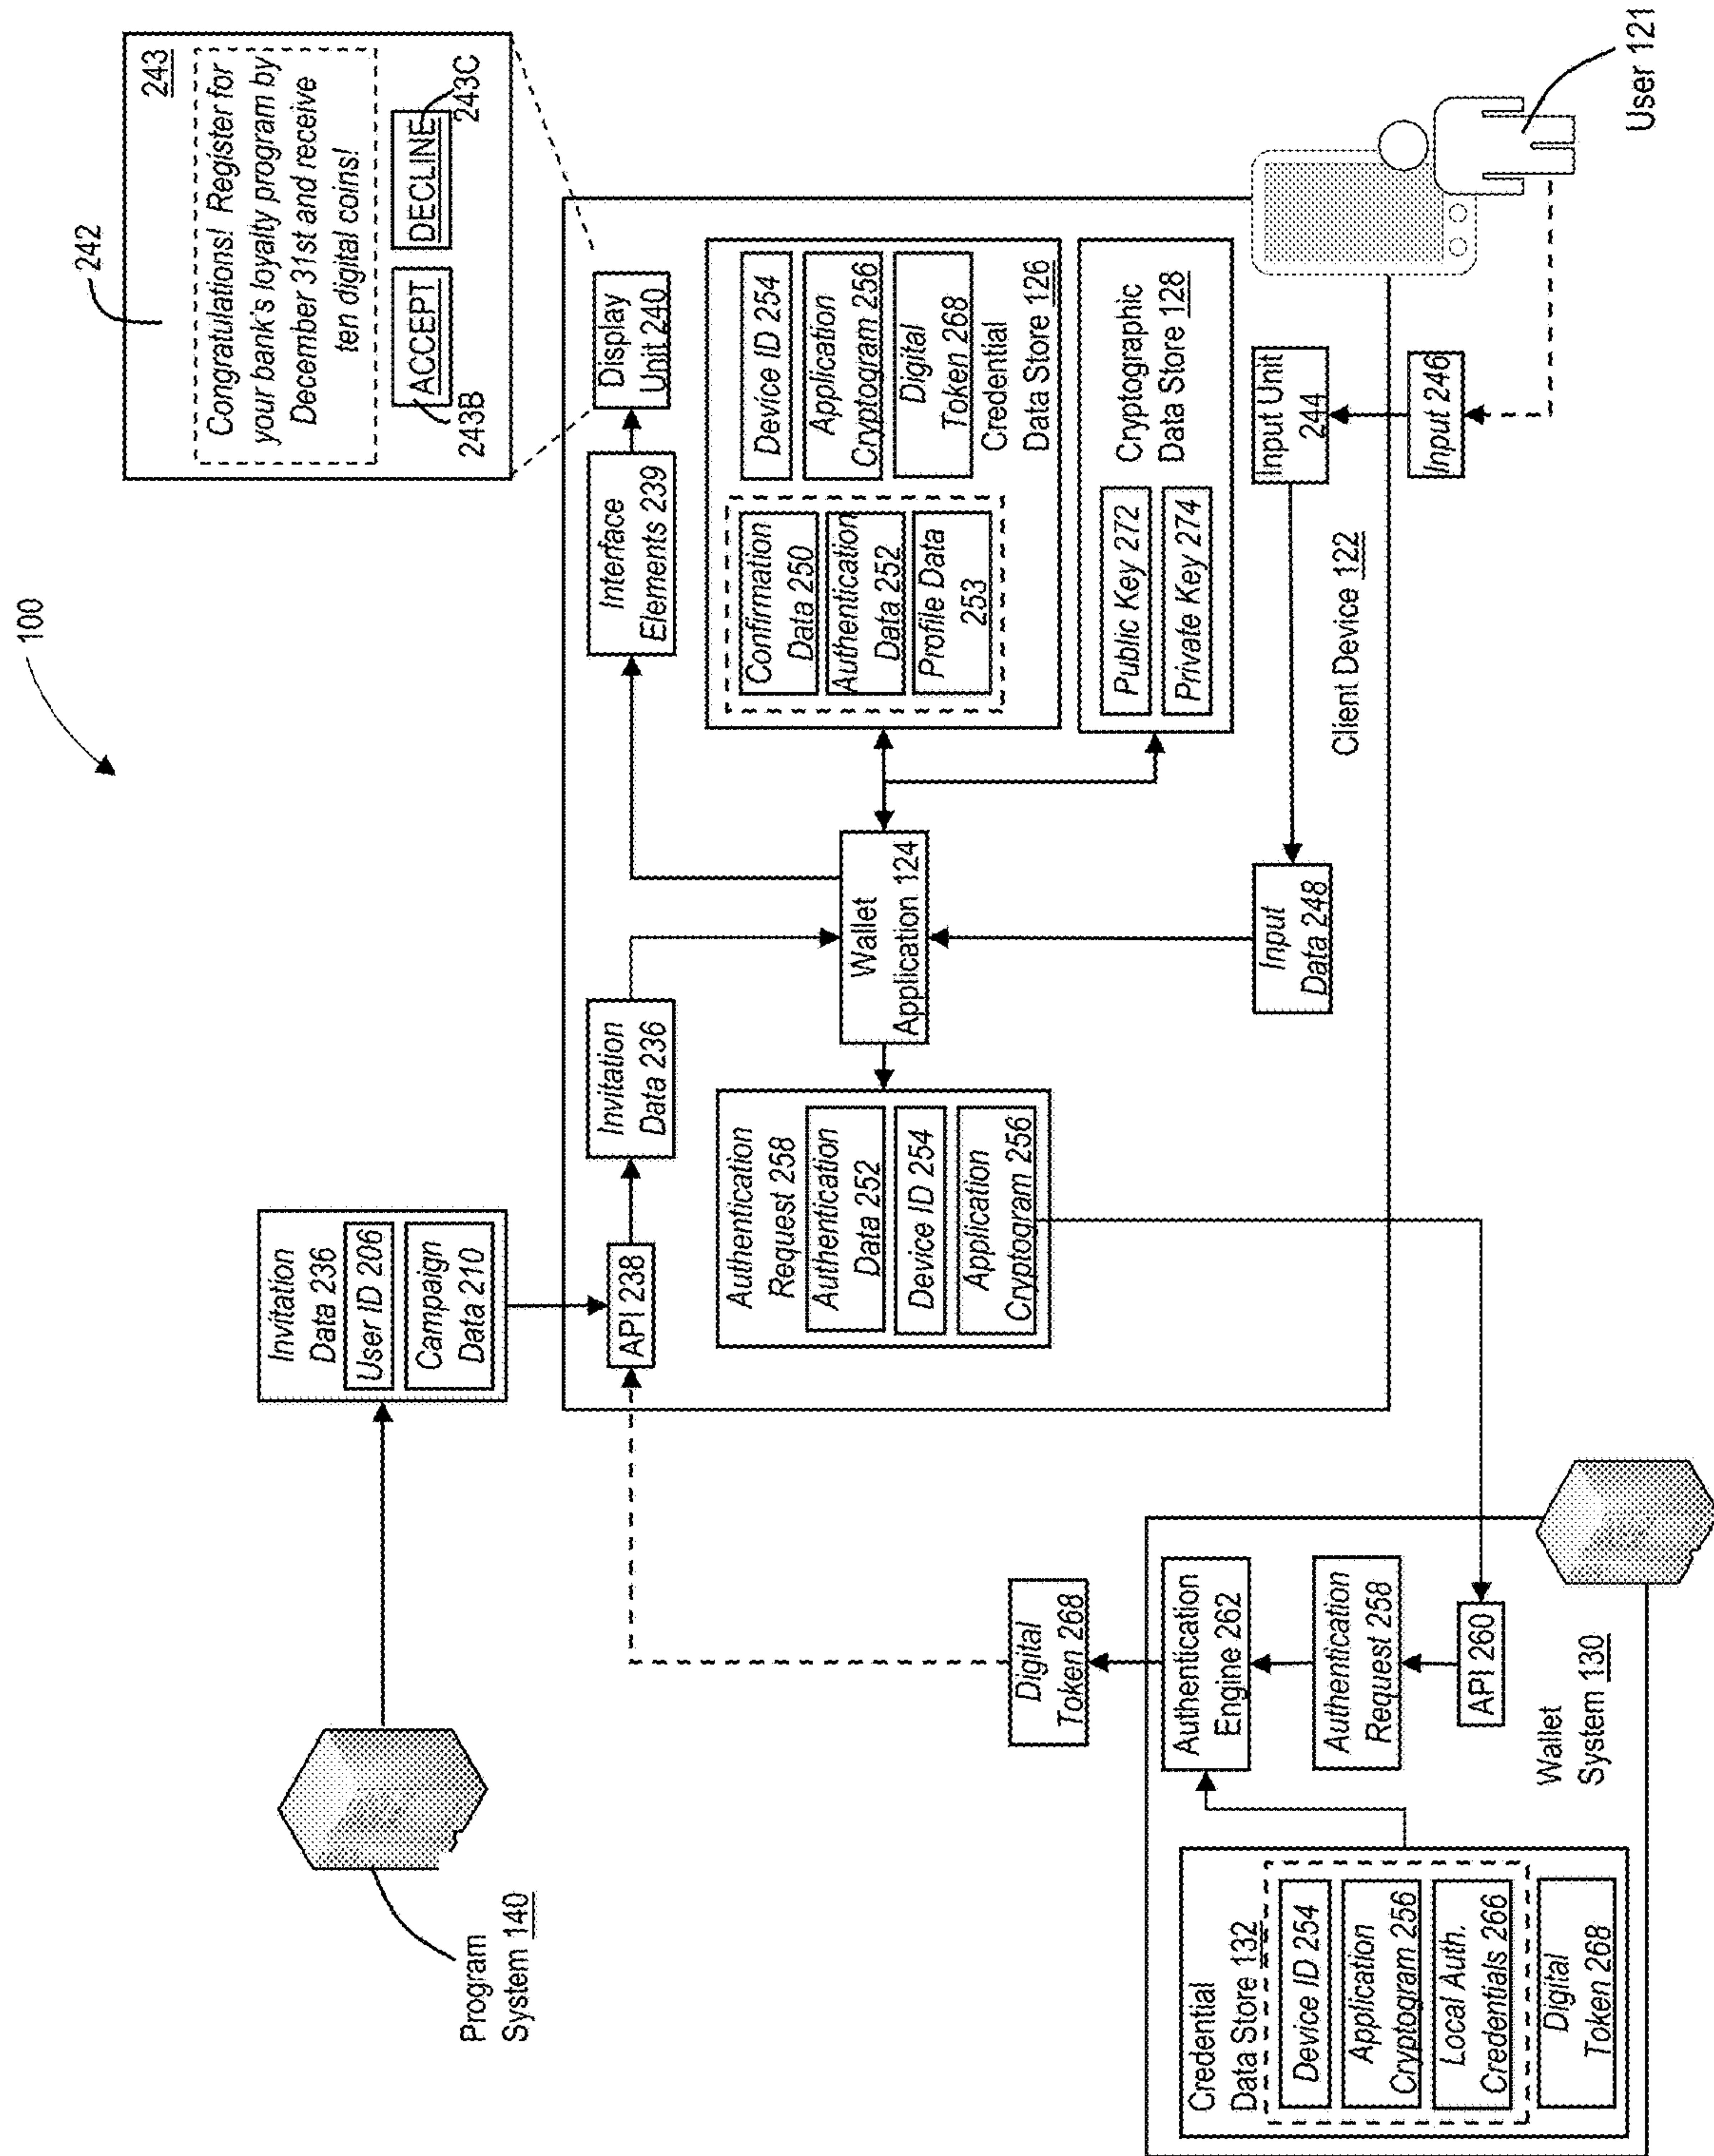 100
242
243
Congratulations! Register for
your bank's loyalty program by
December 31st and receive
ten digital coins!
ACCEPT
DECLINE
243B
243C
Program
System 140
Invitation
Data 236
User ID 206
Campaign
Data 210
API 238
Invitation
Data 236
Interface
Elements 239
Display
Unit 240
Authentication
Request 258
Authentication
Data 252
Device ID 254
Application
Cryptogram 256
Wallet
Application 124
Confirmation
Data 250
Authentication
Data 252
Profile Data
253
Device ID 254
Application
Cryptogram 256
Digital
Token 268
Credential
Data Store 126
Public Key 272
Private Key 274
Cryptographic
Data Store 128
Input
Data 248
Client Device 122
Input Unit
244
Input 246
User 121
Digital
Token 268
Credential
Data Store 132
Device ID 254
Application
Cryptogram 256
Local Auth.
Credentials 266
Digital
Token 268
Authentication
Engine 262
Authentication
Request 258
API 260
Wallet
System 130